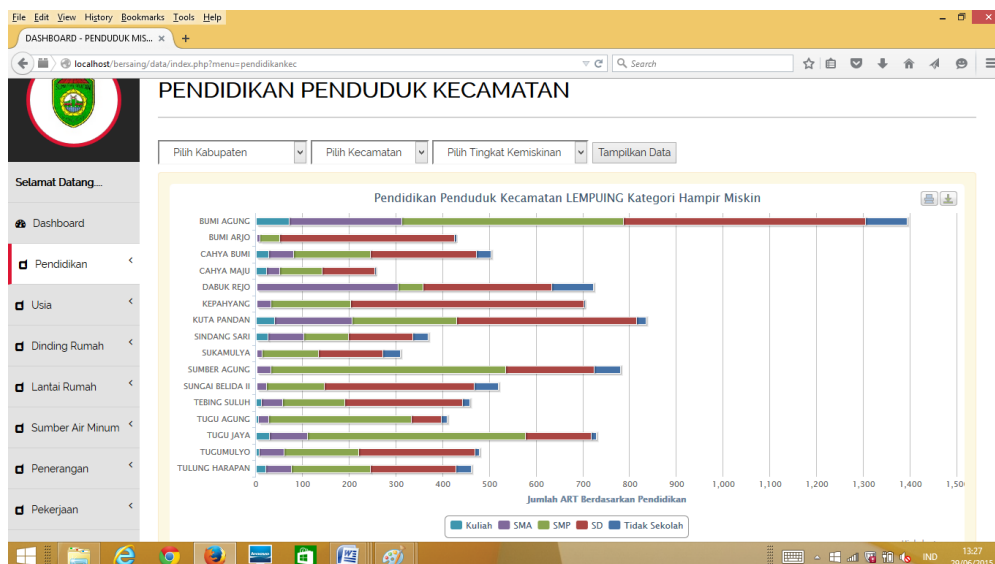 File Edit View History Bookmarks Tools Help
DASHBOARD - PENDUDUK MIS... × +
localhost/bersaing/data/index.php?menu=pendidikankec
Search
PENDIDIKAN PENDUDUK KECAMATAN
Pilih Kabupaten Pilih Kecamatan Pilih Tingkat Kemiskinan Tampilkan Data
Selamat Datang....
Dashboard
Pendidikan
Usia
Dinding Rumah
Lantai Rumah
Sumber Air Minum
Penerangan
Pekerjaan
Pendidikan Penduduk Kecamatan LEMPUING Kategori Hampir Miskin
BUMI AGUNG
BUMI ARJO
CAHYA BUMI
CAHYA MAJU
DABUK REJO
KEPAHYANG
KUTA PANDAN
SINDANG SARI
SUKAMULYA
SUMBER AGUNG
SUNGAI BELIDA II
TEBING SULUH
TUGU AGUNG
TUGU JAYA
TUGUMULYO
TULUNG HARAPAN
0 100 200 300 400 500 600 700 800 900 1,000 1,100 1,200 1,300 1,400 1,50
Jumlah ART Berdasarkan Pendidikan
Kuliah SMA SMP SD Tidak Sekolah
IND 13:27
29/06/2015